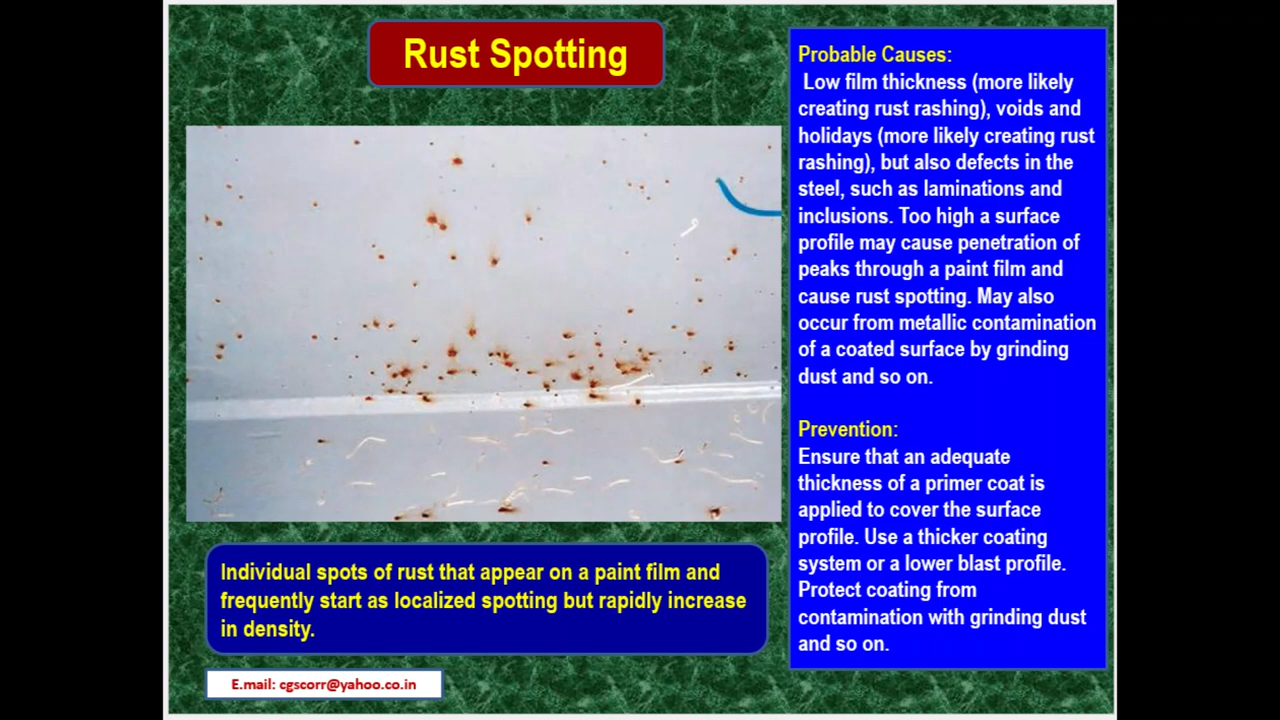 Rust Spotting
Probable Causes:
Low film thickness (more likely
creating rust rashing), voids and
holidays (more likely creating rust
rashing), but also defects in the
steel, such as laminations and
inclusions. Too high a surface
profile may cause penetration of
peaks through a paint film and
cause rust spotting. May also
occur from metallic contamination
of a coated surface by grinding
dust and so on.
Prevention:
Ensure that an adequate
thickness of a primer coat is
applied to cover the surface
profile. Use a thicker coating
system or a lower blast profile.
Protect coating from
contamination with grinding dust
and so on.
Individual spots of rust that appear on a paint film and
frequently start as localized spotting but rapidly increase
in density.
E.mail: cgscorr@yahoo.co.in